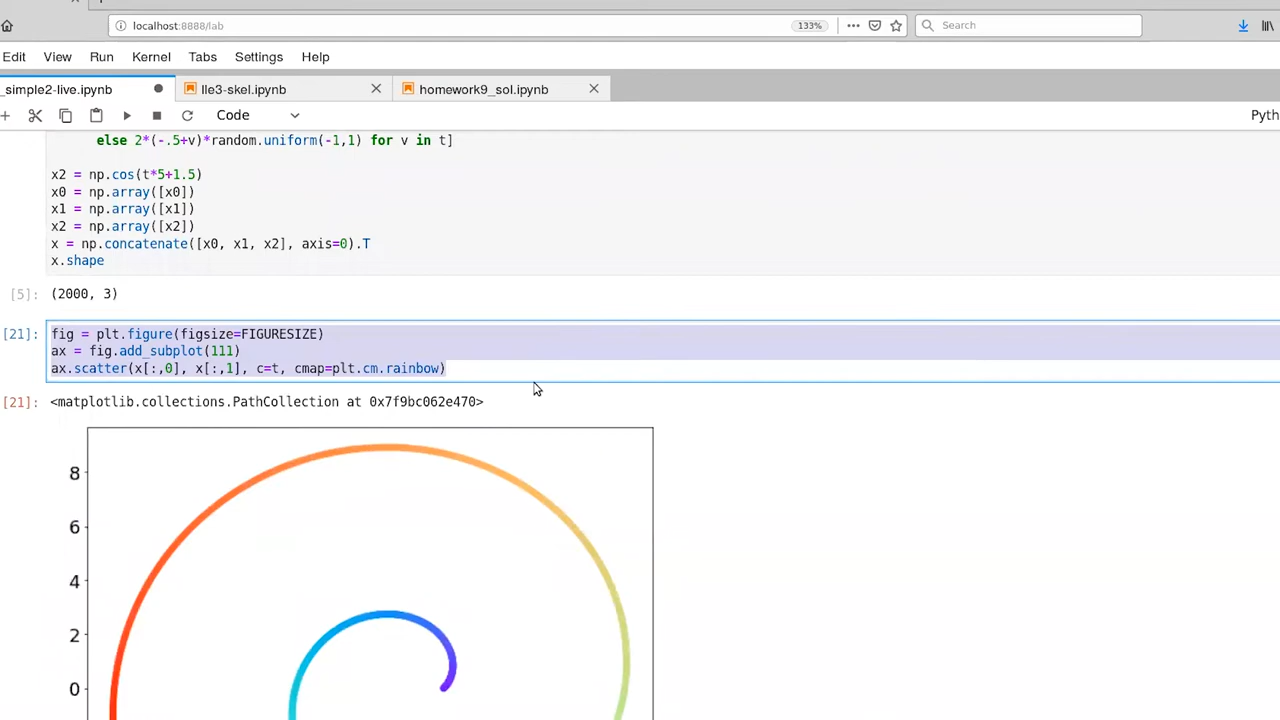 localhost:8888/lab
133%
Search
Edit View Run Kernel Tabs Settings Help
_simple2-live.ipynb
lle3-skel.ipynb
homework9_sol.ipynb
Code
Pyth
else 2*(-.5+v)*random.uniform(-1,1) for v in t]
x2 = np.cos(t*5+1.5)
x0 = np.array([x0])
x1 = np.array([x1])
x2 = np.array([x2])
x = np.concatenate([x0, x1, x2], axis=0).T
x.shape
[5]: (2000, 3)
[21]: fig = plt.figure(figsize=FIGURESIZE)
ax = fig.add_subplot(111)
ax.scatter(x[:,0], x[:,1], c=t, cmap=plt.cm.rainbow)
[21]: <matplotlib.collections.PathCollection at 0x7f9bc062e470>
8
6
4
2
0